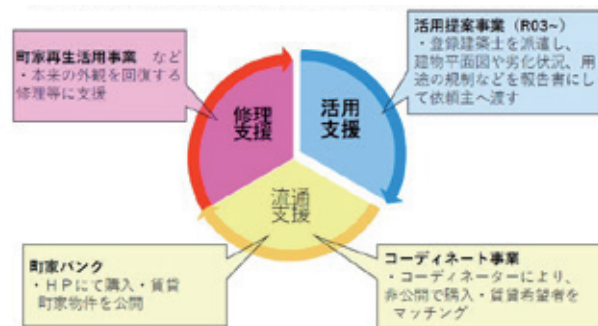 町家再生活用事業 など
・本来の外観を回復する
修理等に支援
活用提案事業（R03~）
・登録建築士を派遣し、
建物平面図や劣化状況、用
途の規制などを報告書に
して依頼主へ渡す
修理
支援
活用
支援
流通
支援
町家バンク
・ＨＰにて購入・賃貸
町家物件を公開
コーディネート事業
・コーディネーターにより、
非公開で購入・賃貸希望者を
マッチング